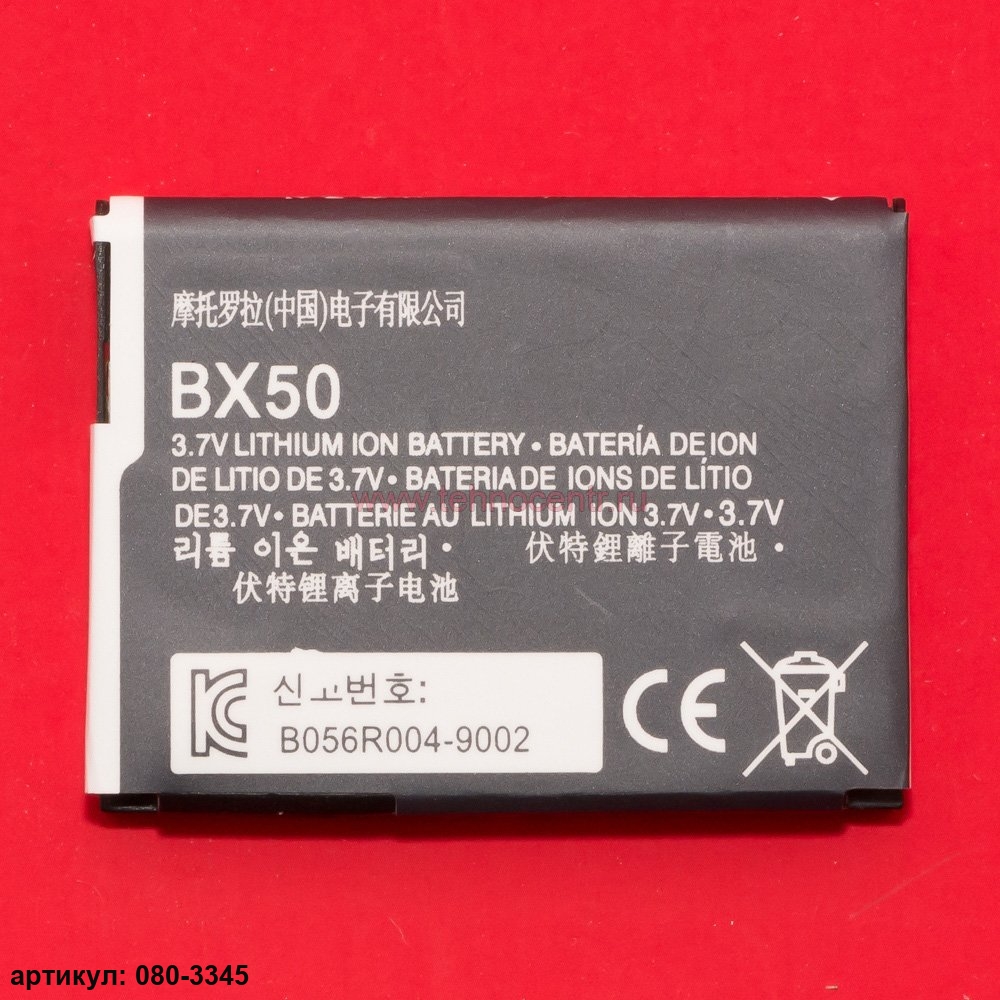 摩托罗拉(中国)电子有限公司
BX50
3.7V LITHIUM ION BATTERY • BATERÍA DE ION
DE LITIO DE 3.7V • BATERIA DE IONS DE LÍTIO
www.tehnocentr.ru
DE 3.7V • BATTERIE AU LITHIUM ION 3.7V • 3.7V
리튬 이온 배터리 • 伏特鋰離子電池 •
伏特锂离子电池
신고번호:
B056R004-9002
CE
артикул: 080-3345